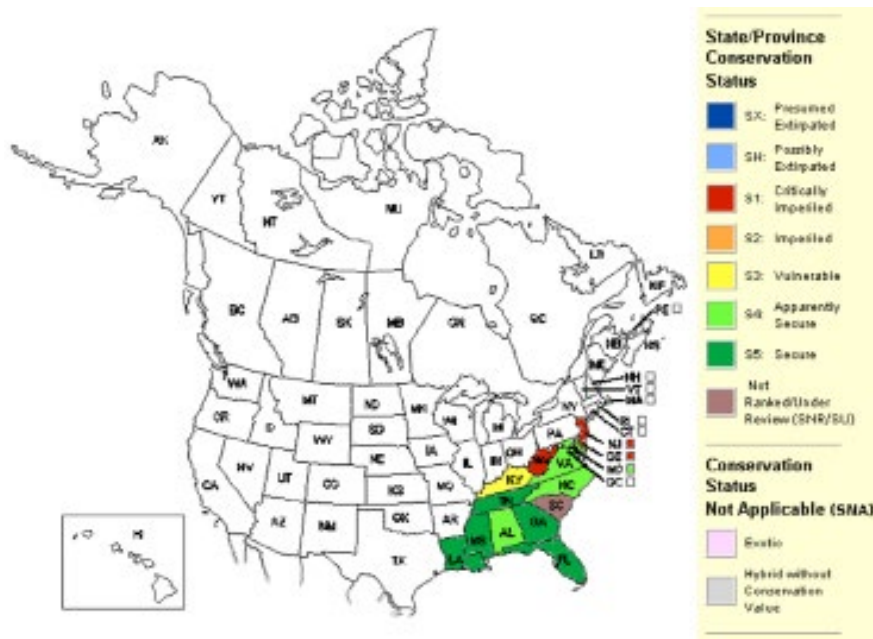 State/Province
Conservation
Status
SX: Presumed
Extirpated
SH: Possibly
Extirpated
S1: Critically
Imperiled
S2: Imperiled
S3: Vulnerable
S4: Apparently
Secure
S5: Secure
Not
Ranked/Under
Review (SNR/SU)
Conservation
Status
Not Applicable (SNA)
Exotic
Hybrid without
Conservation
Value
AK
YT
NT
NU
BC
AB
SK
MB
ON
QC
LB
NF
PE
NB
NS
ME
NH
VT
MA
RI
CT
NY
PA
NJ
DE
MD
DC
WA
OR
ID
MT
ND
MN
WI
MI
WY
SD
IA
NE
IL
IN
OH
CA
NV
UT
CO
KS
MO
KY
VA
NC
TN
SC
AZ
NM
OK
AR
MS
AL
GA
TX
LA
FL
HI